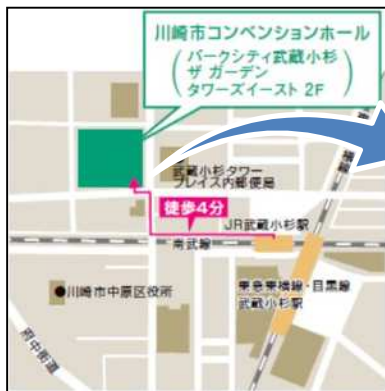 川崎市コンベンションホール
パークシティ武蔵小杉
ザ ガーデン
タワーズイースト 2F
武蔵小杉タワー
プレイス内郵便局
徒歩4分
JR武蔵小杉駅
南武線
川崎市中原区役所
東急東横線・目黒線
武蔵小杉駅
府中街道